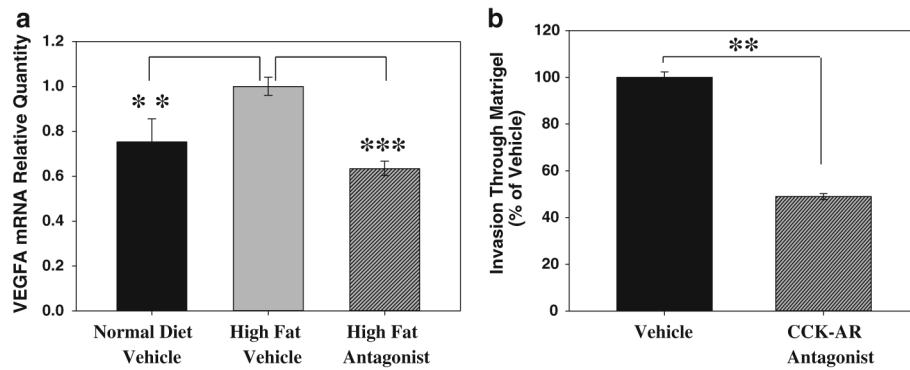 a
VEGFA mRNA Relative Quantity
1.2
1.0
0.8
0.6
0.4
0.2
0.0
* *
***
Normal Diet
Vehicle
High Fat
Vehicle
High Fat
Antagonist
b
Invasion Through Matrigel
(% of Vehicle)
120
100
80
60
40
20
0
**
Vehicle
CCK-AR
Antagonist